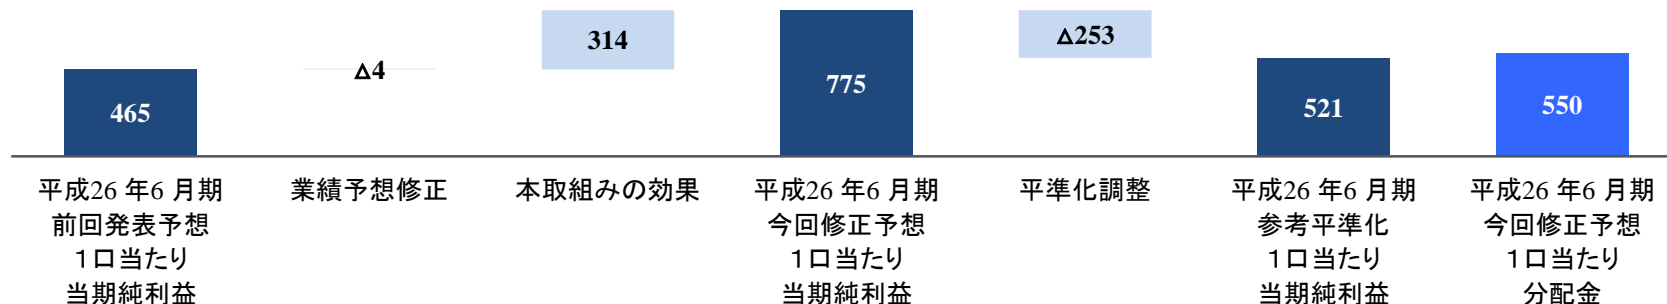 465
△4
314
775
△253
521
550
平成26 年6 月期
前回発表予想
1口当たり
当期純利益
業績予想修正
本取組みの効果
平成26 年6 月期
今回修正予想
1口当たり
当期純利益
平準化調整
平成26 年6 月期
参考平準化
1口当たり
当期純利益
平成26 年6 月期
今回修正予想
1口当たり
分配金